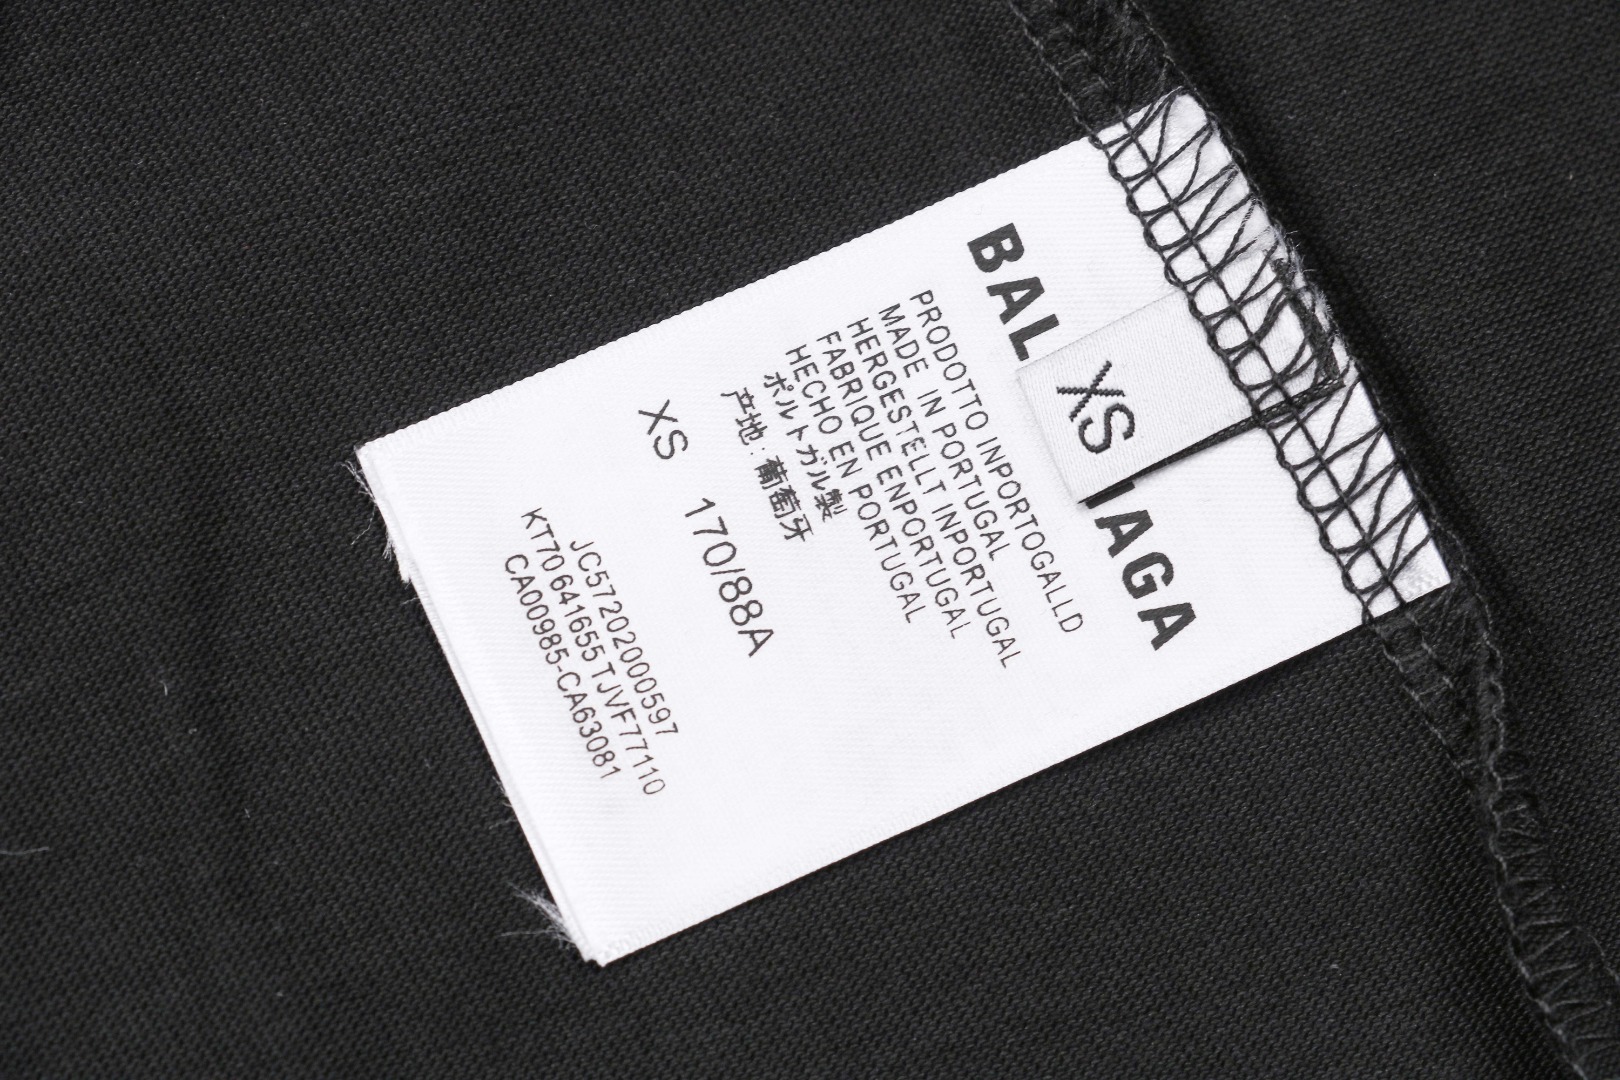 BAL
IAGA
XS
PRODOTTO INPORTOGALLD
MADE IN PORTUGAL
HERGESTELLT INPORTUGAL
FABRIQUE ENPORTUGAL
HECHO EN PORTUGAL
ポルトガル製
产地:葡萄牙
XS 170/88A
JC57202000597
KT70 641655 TJVF77110
CA00985-CA63081